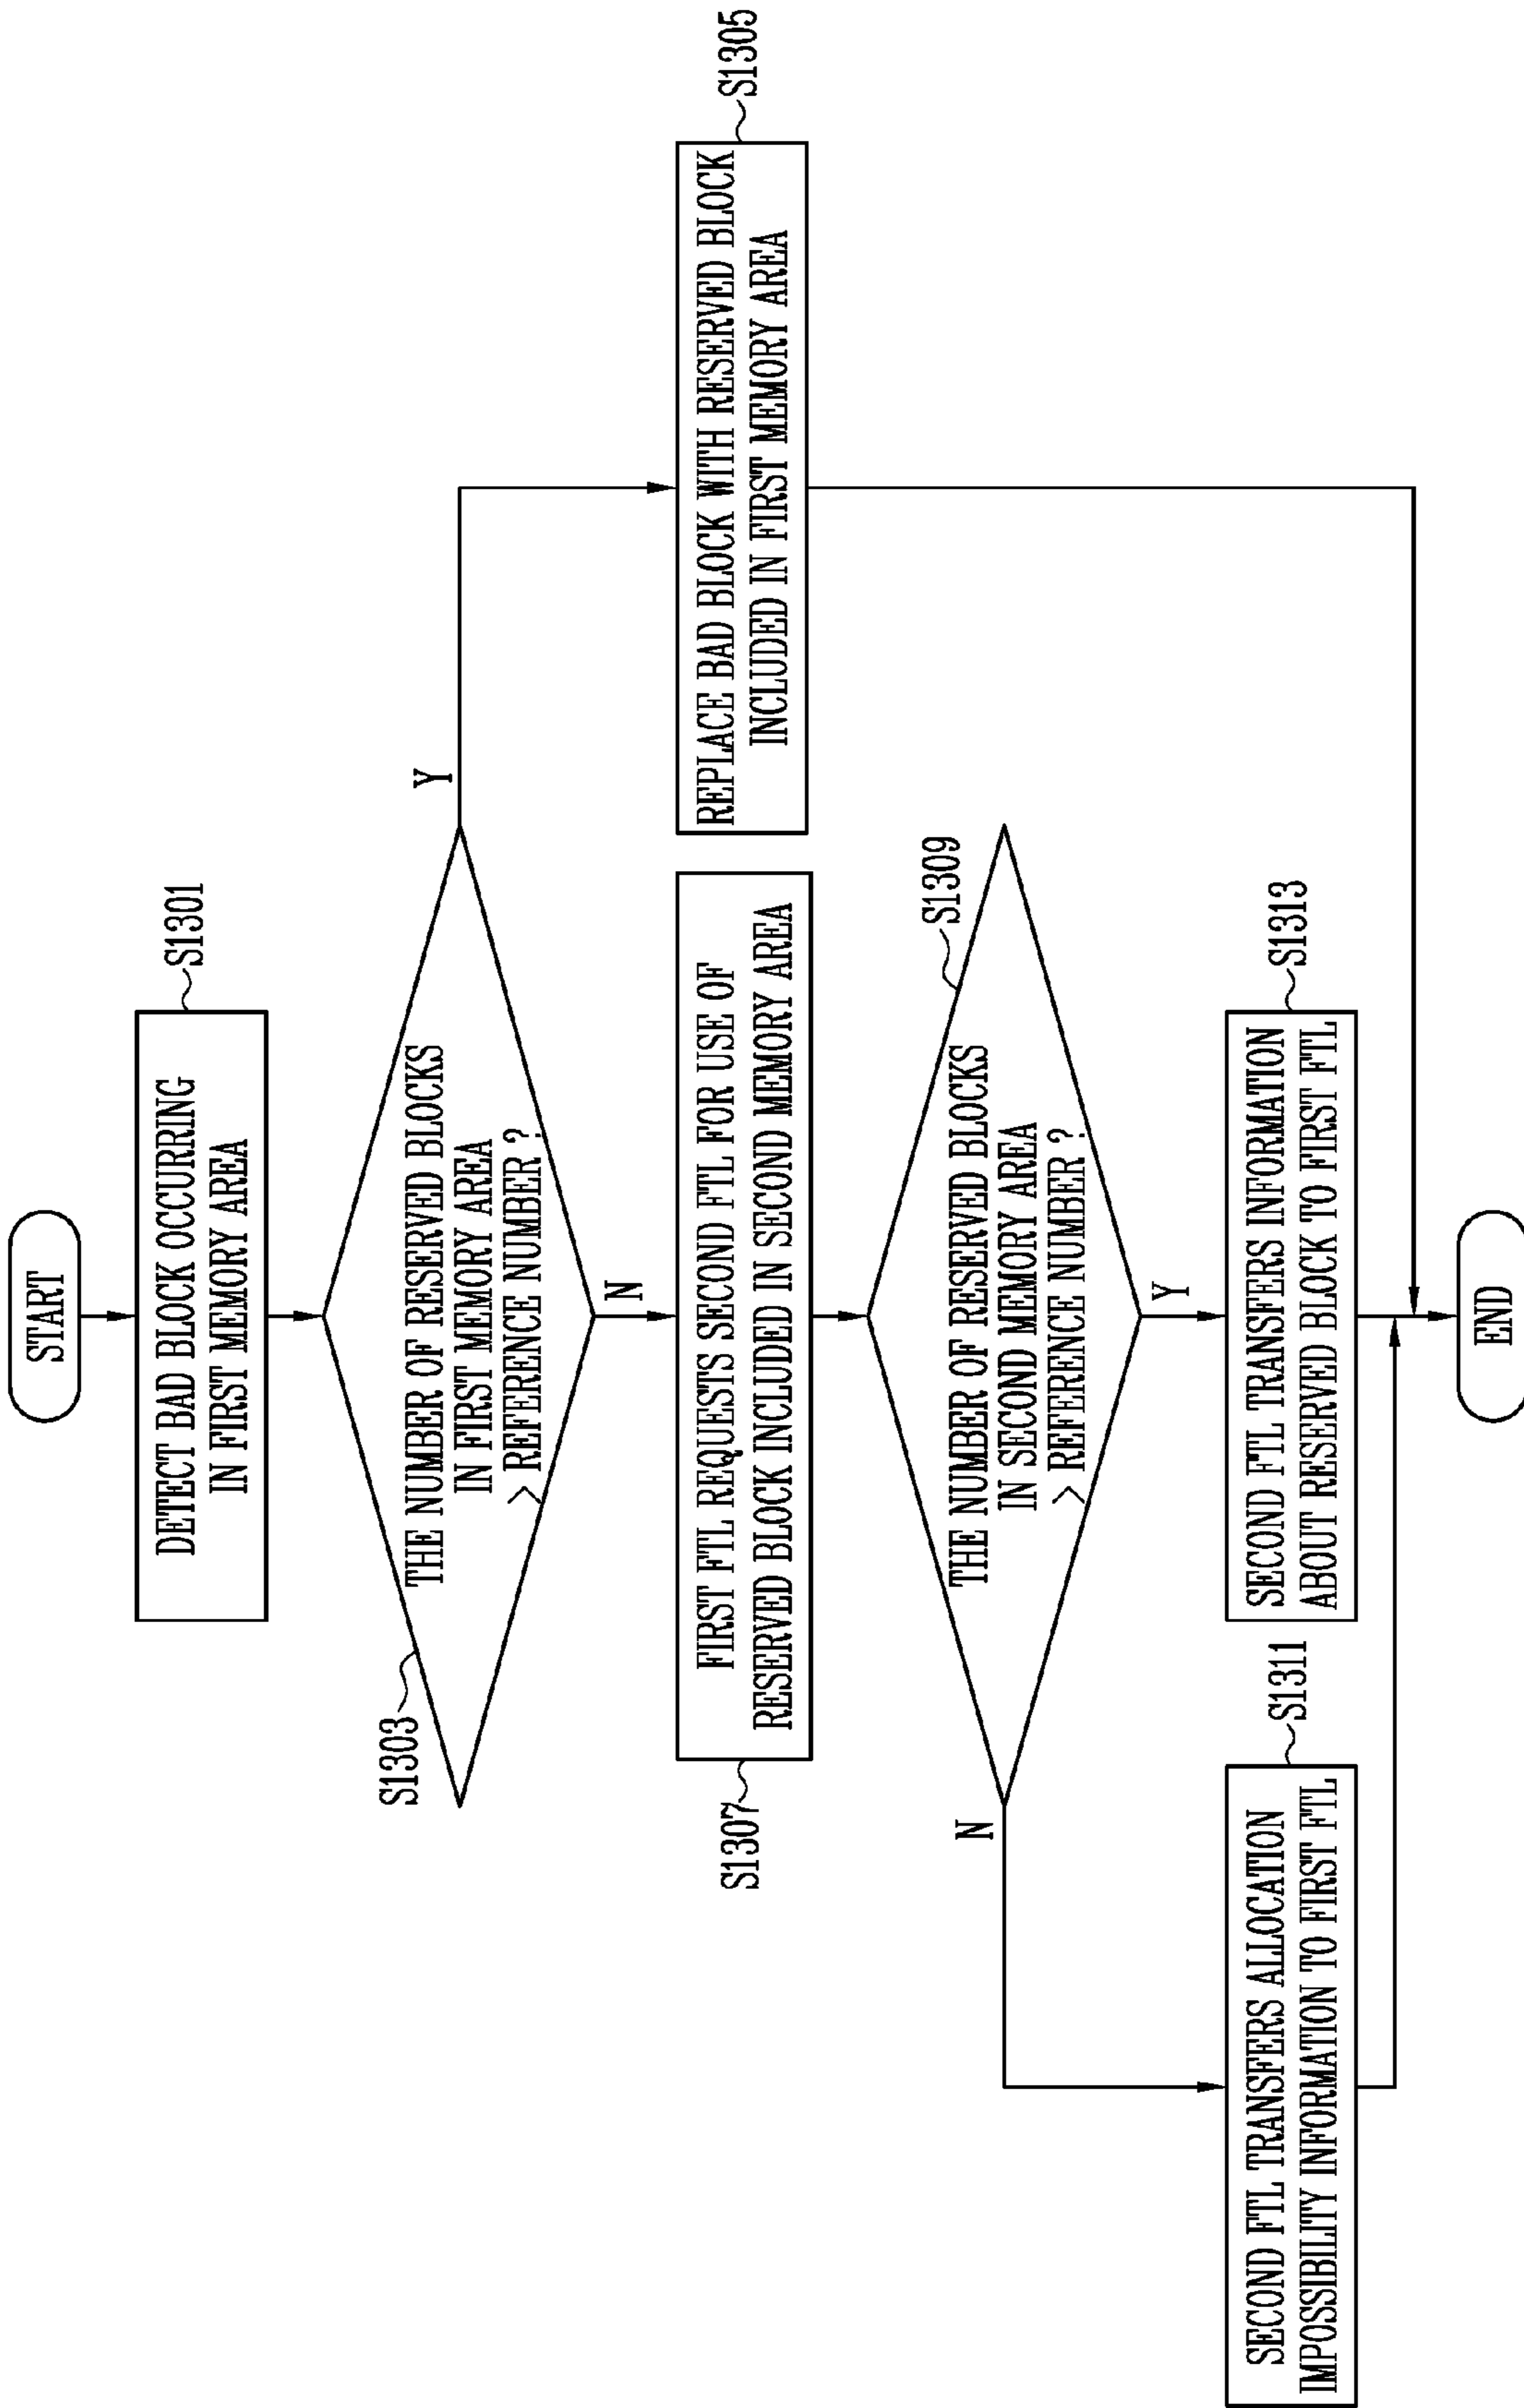 START
S1301
DETECT BAD BLOCK OCCURRING
IN FIRST MEMORY AREA
S1303
THE NUMBER OF RESERVED BLOCKS
IN FIRST MEMORY AREA
> REFERENCE NUMBER ?
Y
N
S1305
REPLACE BAD BLOCK WITH RESERVED BLOCK
INCLUDED IN FIRST MEMORY AREA
S1307
FIRST FTL REQUESTS SECOND FTL FOR USE OF
RESERVED BLOCK INCLUDED IN SECOND MEMORY AREA
S1309
THE NUMBER OF RESERVED BLOCKS
IN SECOND MEMORY AREA
> REFERENCE NUMBER ?
N
Y
S1311
SECOND FTL TRANSFERS ALLOCATION
IMPOSSIBILITY INFORMATION TO FIRST FTL
S1313
SECOND FTL TRANSFERS INFORMATION
ABOUT RESERVED BLOCK TO FIRST FTL
END